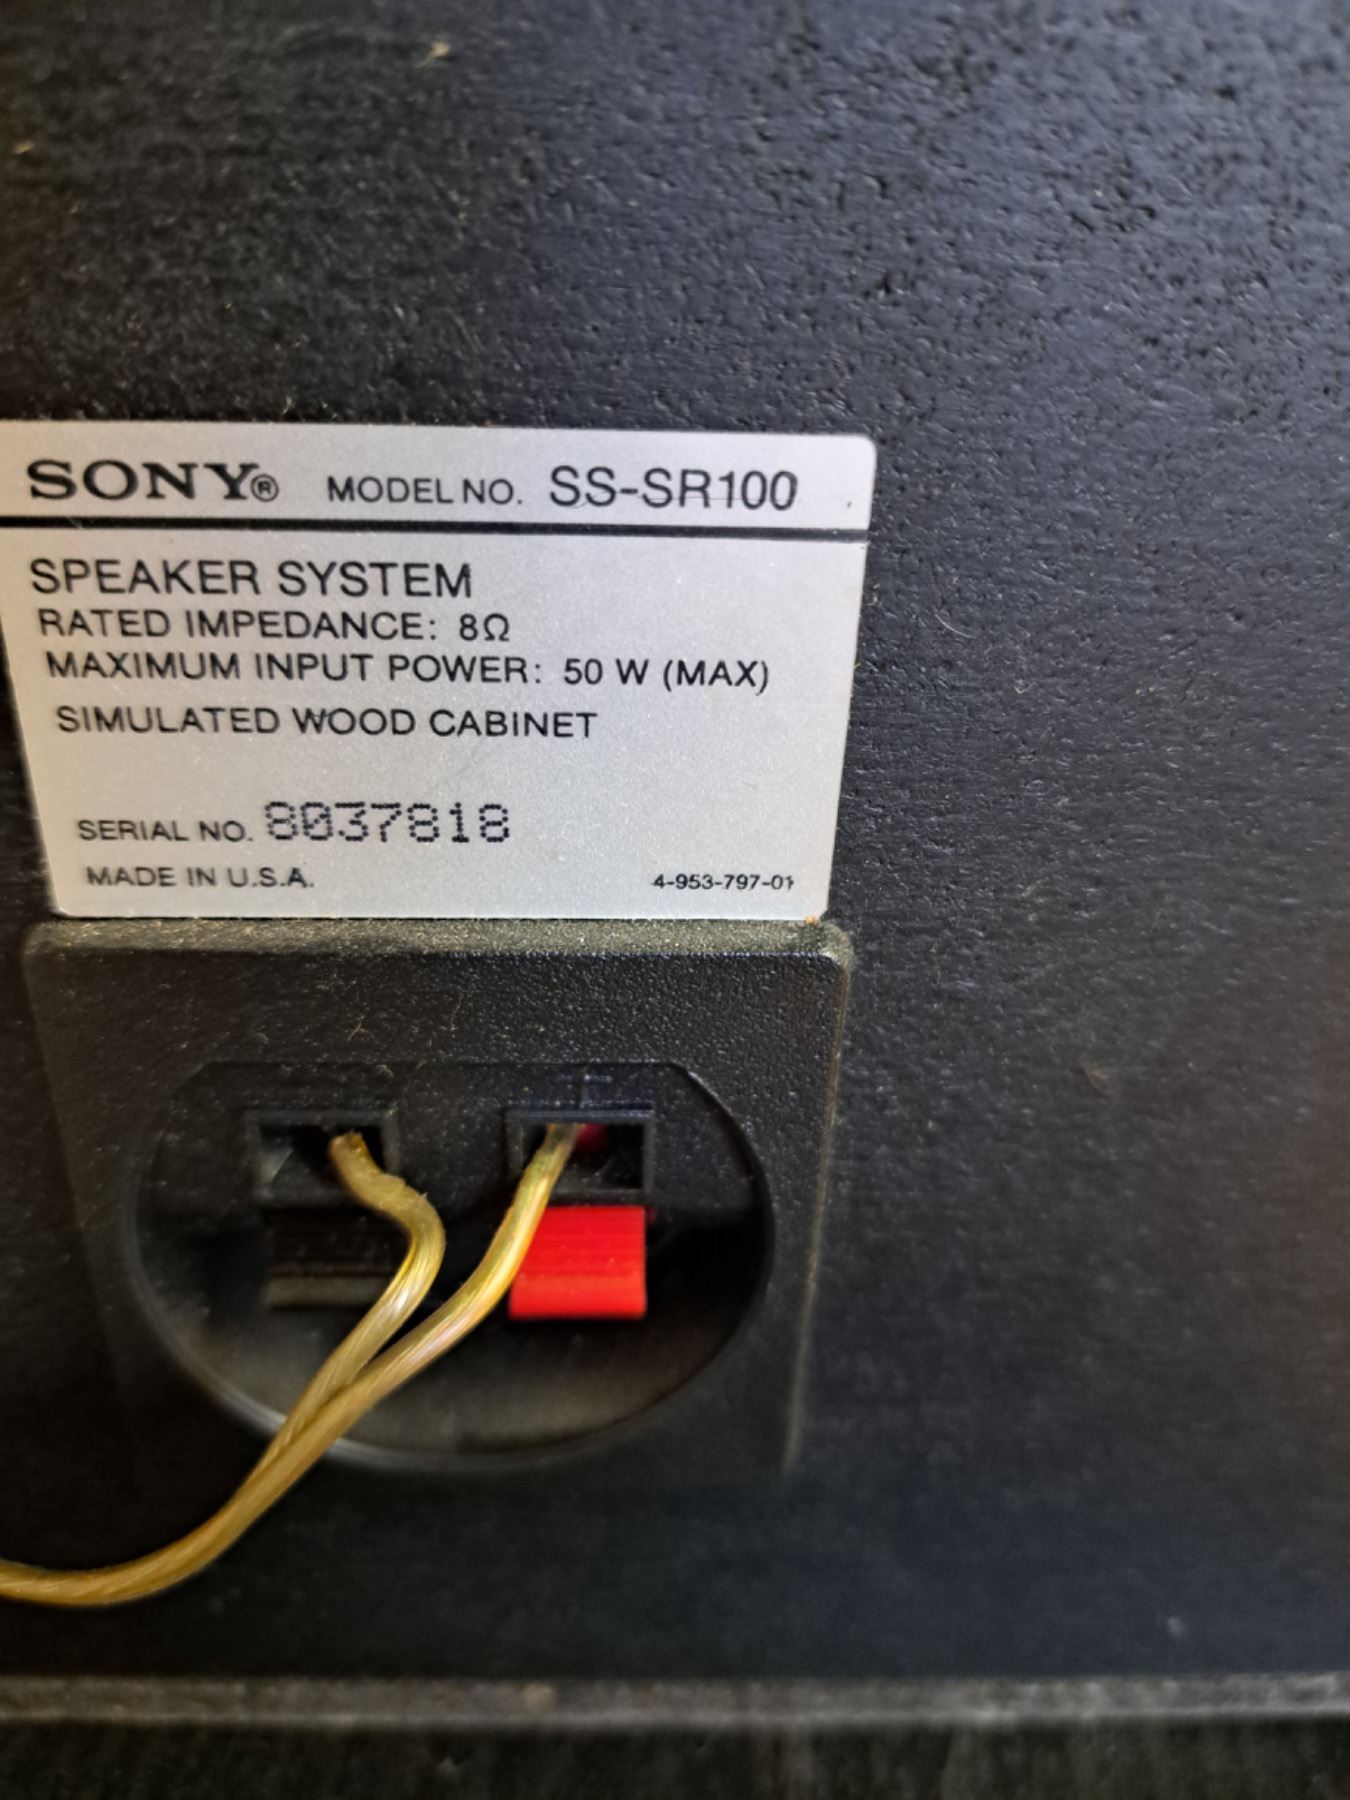 SONY® MODEL NO. SS-SR100
SPEAKER SYSTEM
RATED IMPEDANCE: 8Ω
MAXIMUM INPUT POWER: 50 W (MAX)
SIMULATED WOOD CABINET
SERIAL NO. 8037818
MADE IN U.S.A. 4-953-797-01